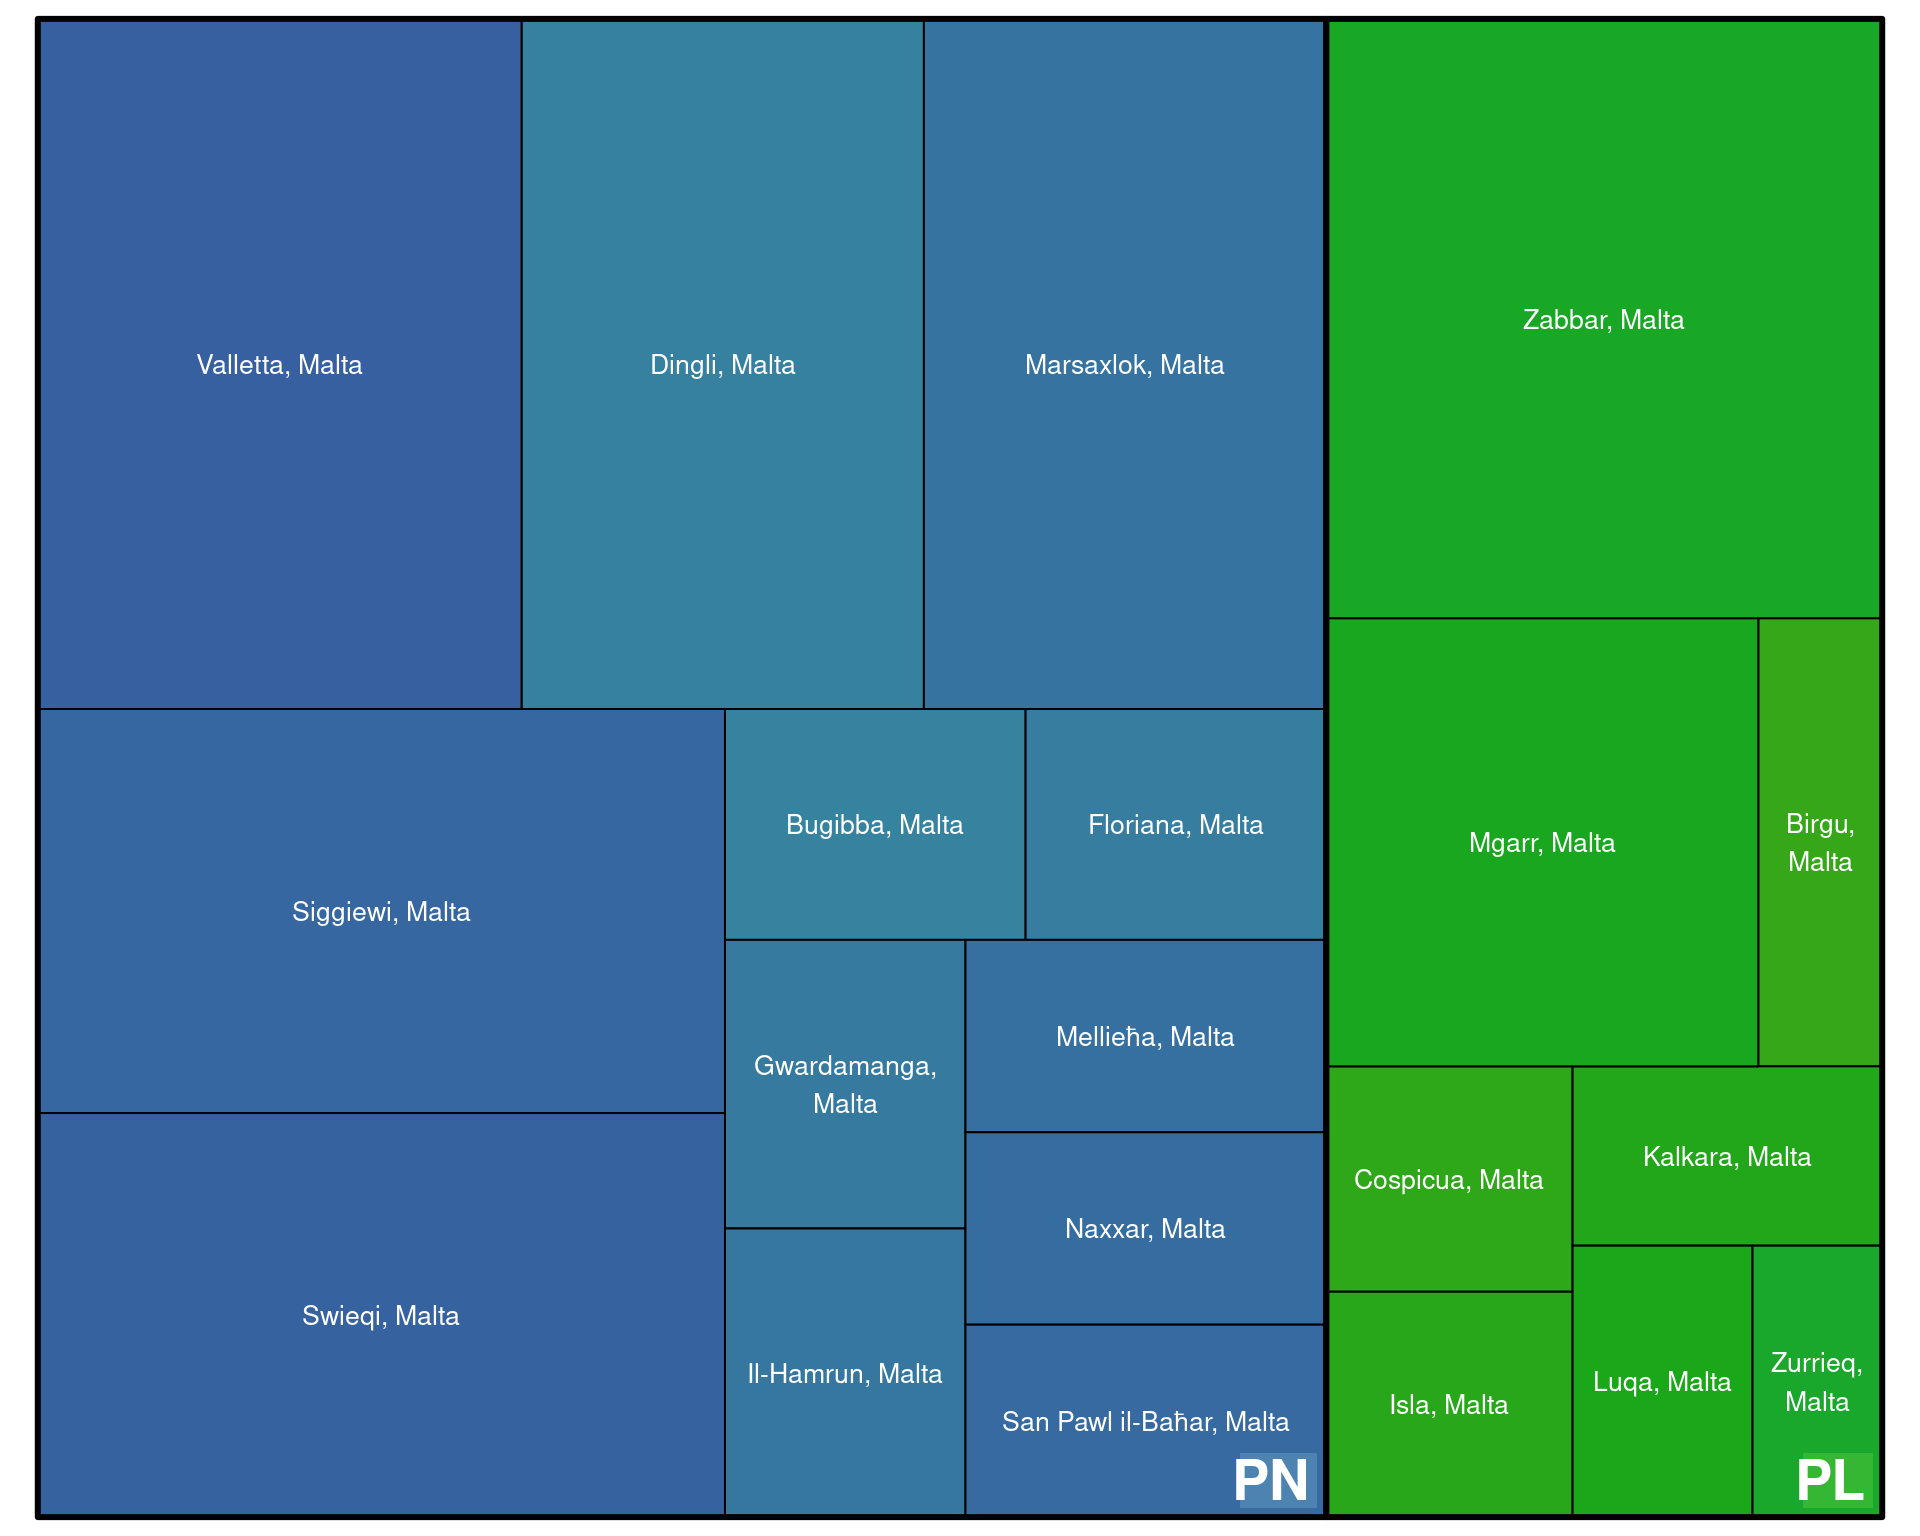 Valletta, Malta
Dingli, Malta
Marsaxlok, Malta
Zabbar, Malta
Siggiewi, Malta
Bugibba, Malta
Floriana, Malta
Mgarr, Malta
Birgu,
Malta
Gwardamanga,
Malta
Mellieħa, Malta
Swieqi, Malta
Il-Hamrun, Malta
Naxxar, Malta
San Pawl il-Baħar, Malta
PN
Cospicua, Malta
Kalkara, Malta
Isla, Malta
Luqa, Malta
Zurrieq,
Malta
PL